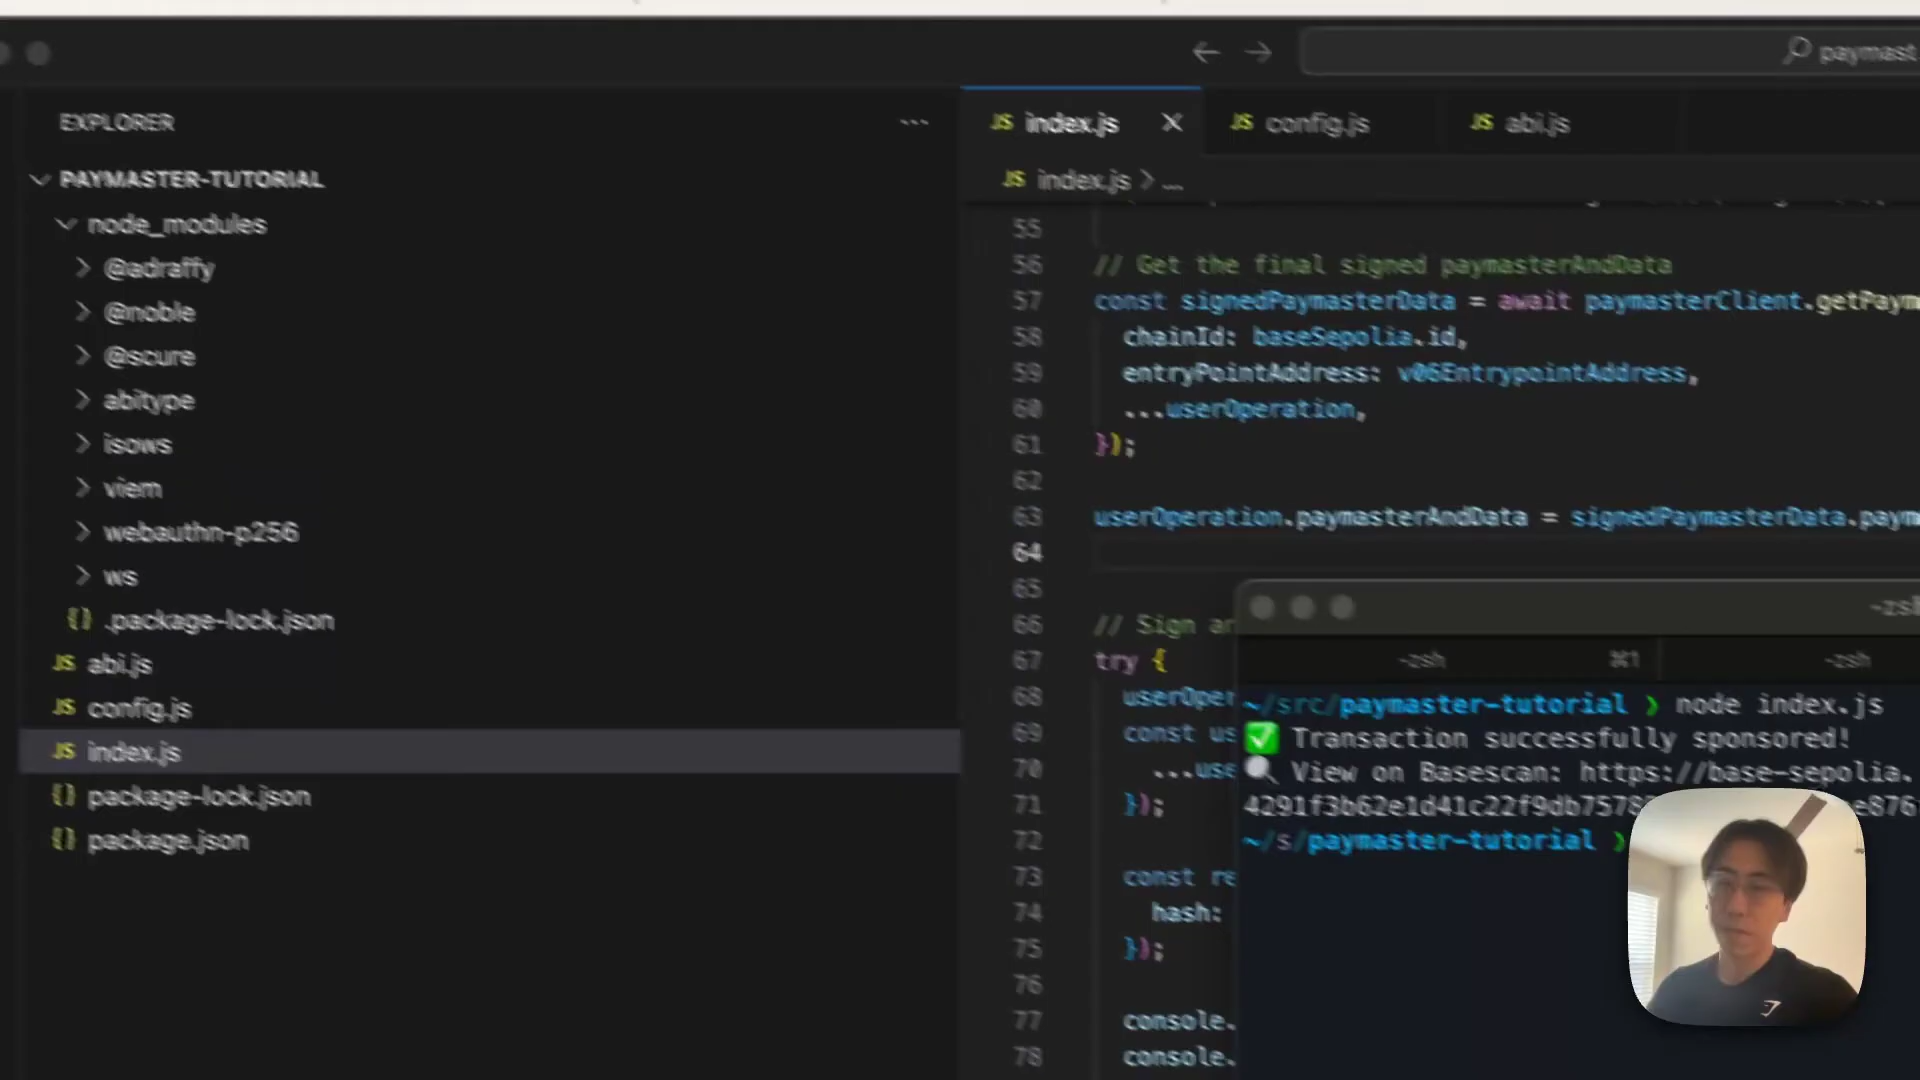 paymast
EXPLORER
PAYMASTER-TUTORIAL
node_modules
@adraffy
@noble
@scure
abitype
isows
viem
webauthn-p256
ws
{} .package-lock.json
JS abi.js
JS config.js
JS index.js
{} package-lock.json
{} package.json
JS index.js
JS config.js
JS abi.js
JS index.js > ...
55
56 // Get the final signed paymasterAndData
57 const signedPaymasterData = await paymasterClient.getPaym
58 chainId: baseSepolia.id,
59 entryPointAddress: v06EntrypointAddress,
60 ...userOperation,
61 });
62
63 userOperation.paymasterAndData = signedPaymasterData.paym
64
65
66 // Sign an
67 try {
68 userOper
69 const us
70 ...use
71 });
72
73 const re
74 hash:
75 });
76
77 console.
78 console.
-zsh
-zsh ⌘1
-zsh
~/src/paymaster-tutorial ❯ node index.js
✅ Transaction successfully sponsored!
🔍 View on Basescan: https://base-sepolia.
4291f3b62e1d41c22f9db7578
e876
~/s/paymaster-tutorial ❯